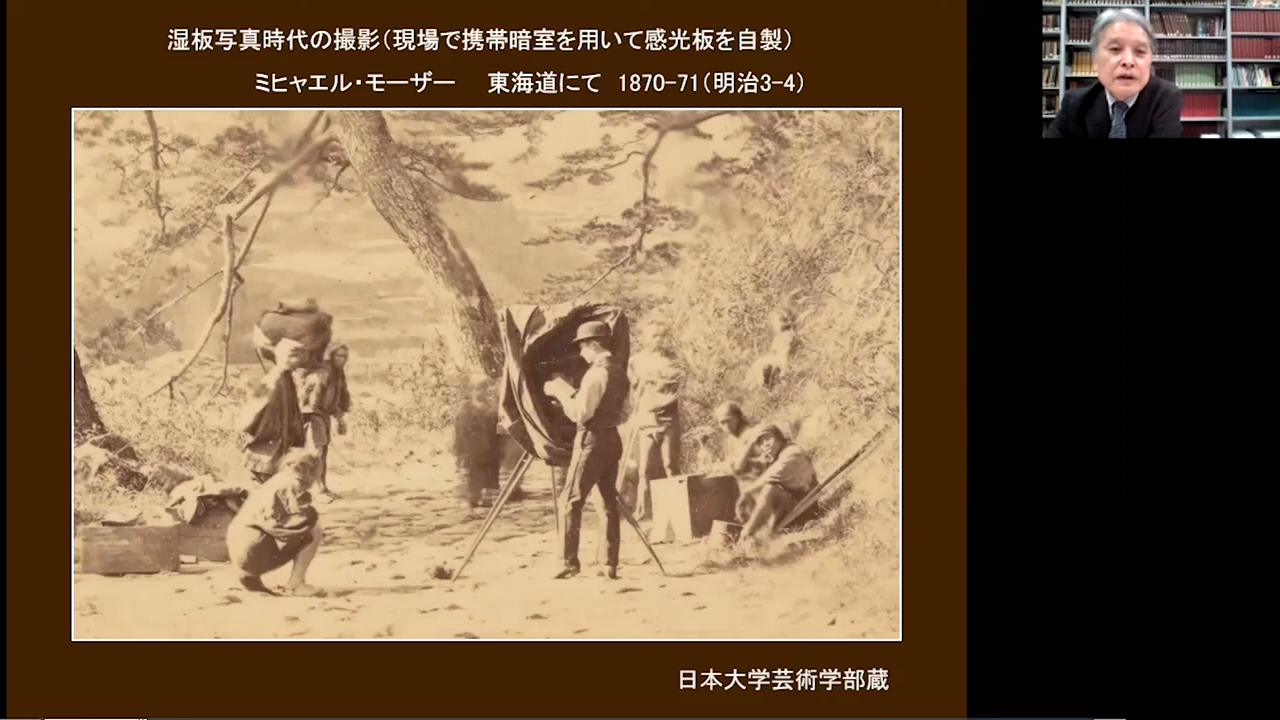 湿板写真時代の撮影(現場で携帯暗室を用いて感光板を自製)
ミヒャエル・モーザー 東海道にて 1870-71(明治3-4)
日本大学芸術学部蔵